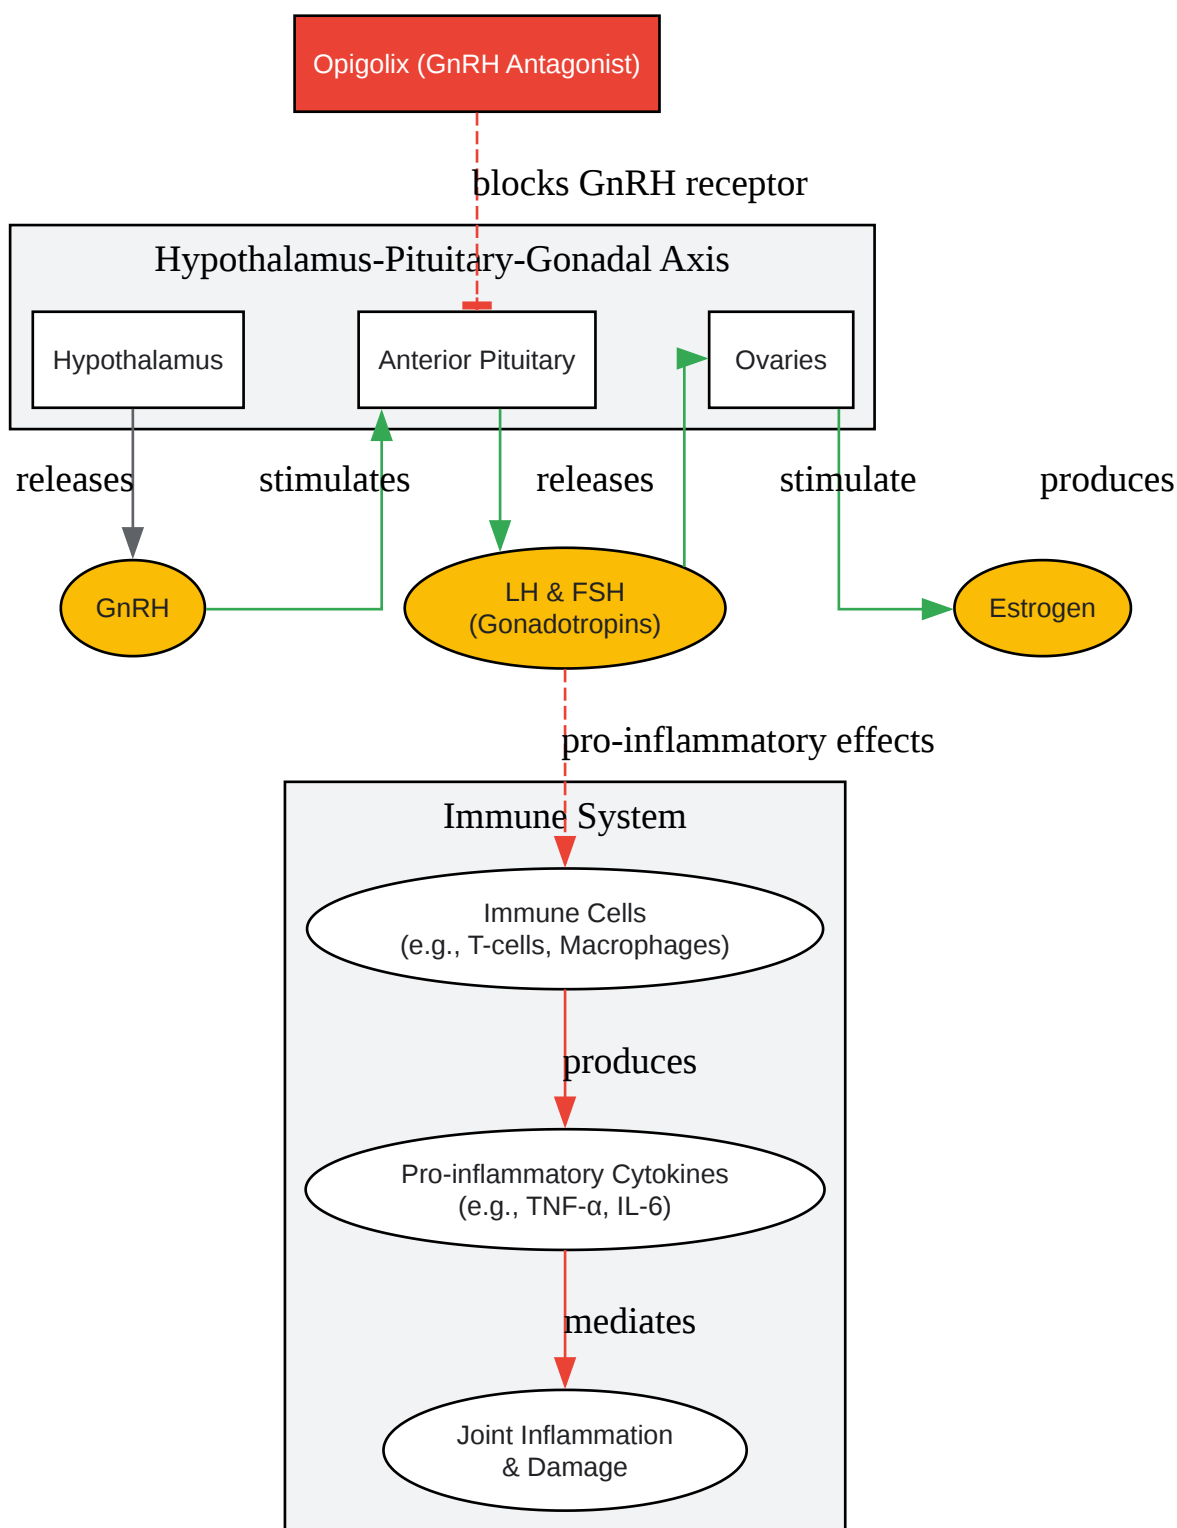 Opigolix (GnRH Antagonist)
blocks GnRH receptor
Hypothalamus-Pituitary-Gonadal Axis
Hypothalamus
Anterior Pituitary
Ovaries
releases
stimulates
releases
stimulate
produces
GnRH
LH & FSH
(Gonadotropins)
Estrogen
pro-inflammatory effects
Immune System
Immune Cells
(e.g., T-cells, Macrophages)
produces
Pro-inflammatory Cytokines
(e.g., TNF-α, IL-6)
mediates
Joint Inflammation
& Damage